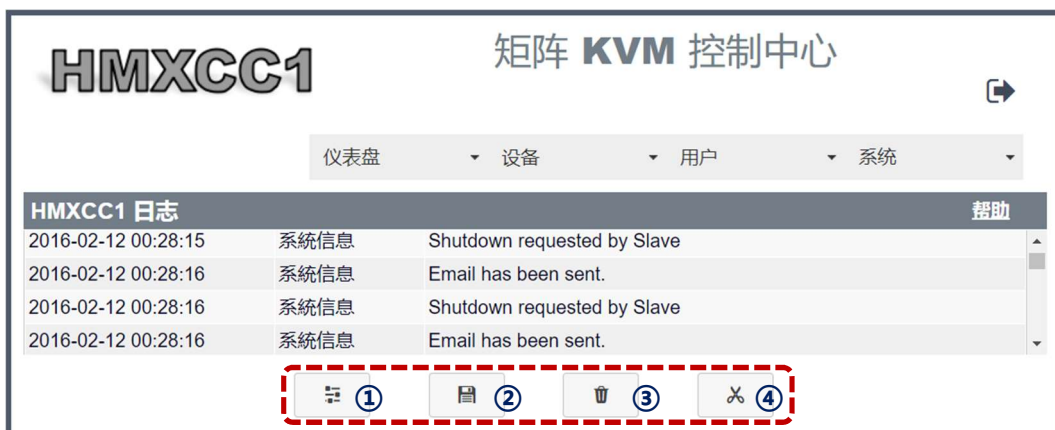 HMXCC1
矩阵 KVM 控制中心
仪表盘 设备 用户 系统
HMXCC1 日志 帮助
2016-02-12 00:28:15 系統信息 Shutdown requested by Slave
2016-02-12 00:28:16 系統信息 Email has been sent.
2016-02-12 00:28:16 系統信息 Shutdown requested by Slave
2016-02-12 00:28:16 系統信息 Email has been sent.
① ② ③ ④